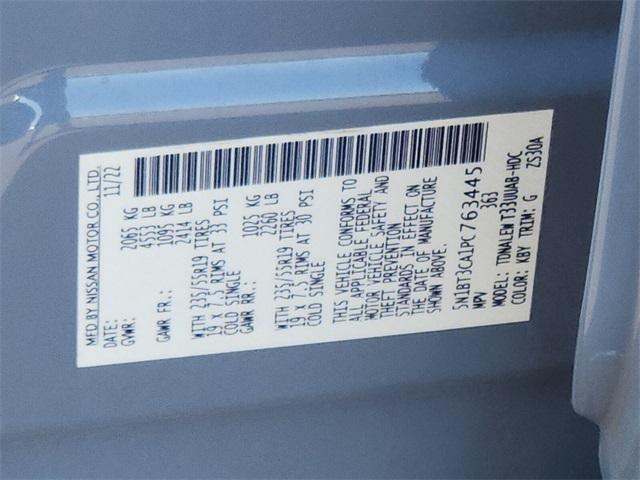 MFD BY NISSAN MOTOR CO., LTD.
DATE: 11/22
GVWR: 2065 KG
4553 LB
GAWR FR.: 1095 KG
2414 LB
WITH 235/55R19 TIRES
19 X 7.5 RIMS AT 33 PSI
COLD SINGLE
GAWR RR.: 1025 KG
2260 LB
WITH 235/55R19 TIRES
19 X 7.5 RIMS AT 30 PSI
COLD SINGLE
THIS VEHICLE CONFORMS TO
ALL APPLICABLE FEDERAL
MOTOR VEHICLE SAFETY AND
THEFT PREVENTION
STANDARDS IN EFFECT ON
THE DATE OF MANUFACTURE
SHOWN ABOVE.
5N1BT3CA1PC763445
MPV 363
MODEL: TDNALEW T33UUAB-HDC
COLOR: KBY TRIM: G ZS30A